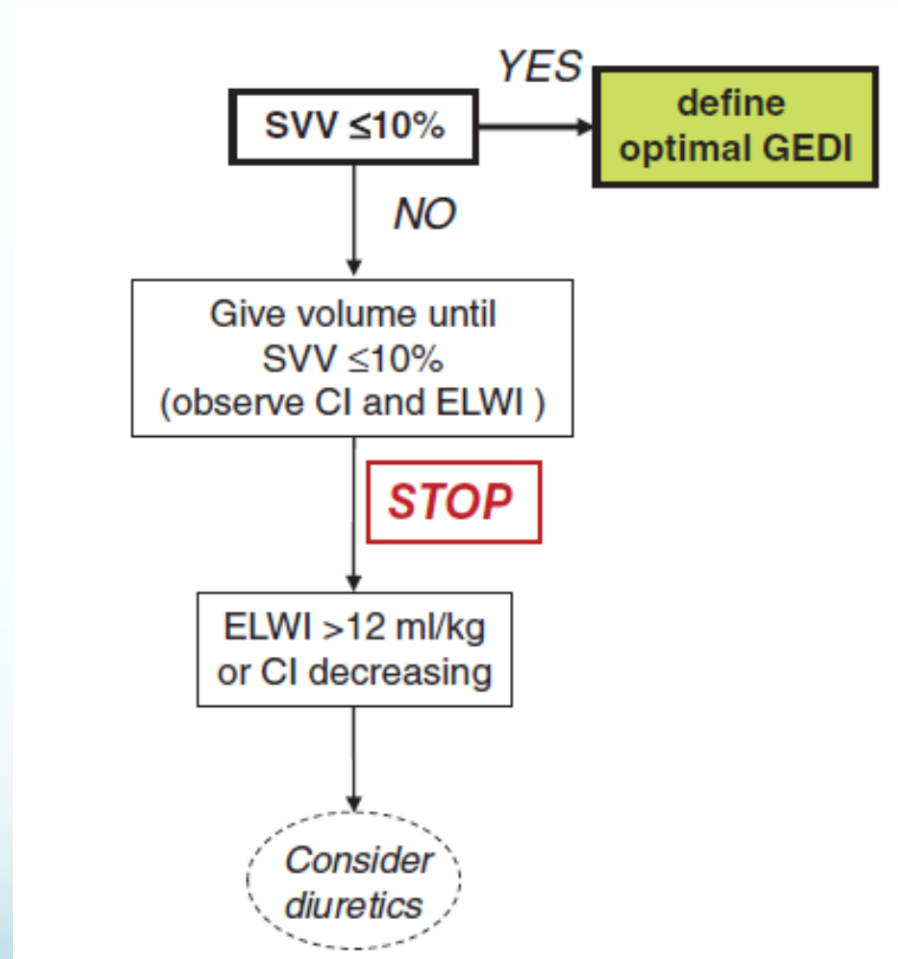 YES
SVV ≤10%
define
optimal GEDI
NO
Give volume until
SVV ≤10%
(observe CI and ELWI )
STOP
ELWI >12 ml/kg
or CI decreasing
Consider
diuretics